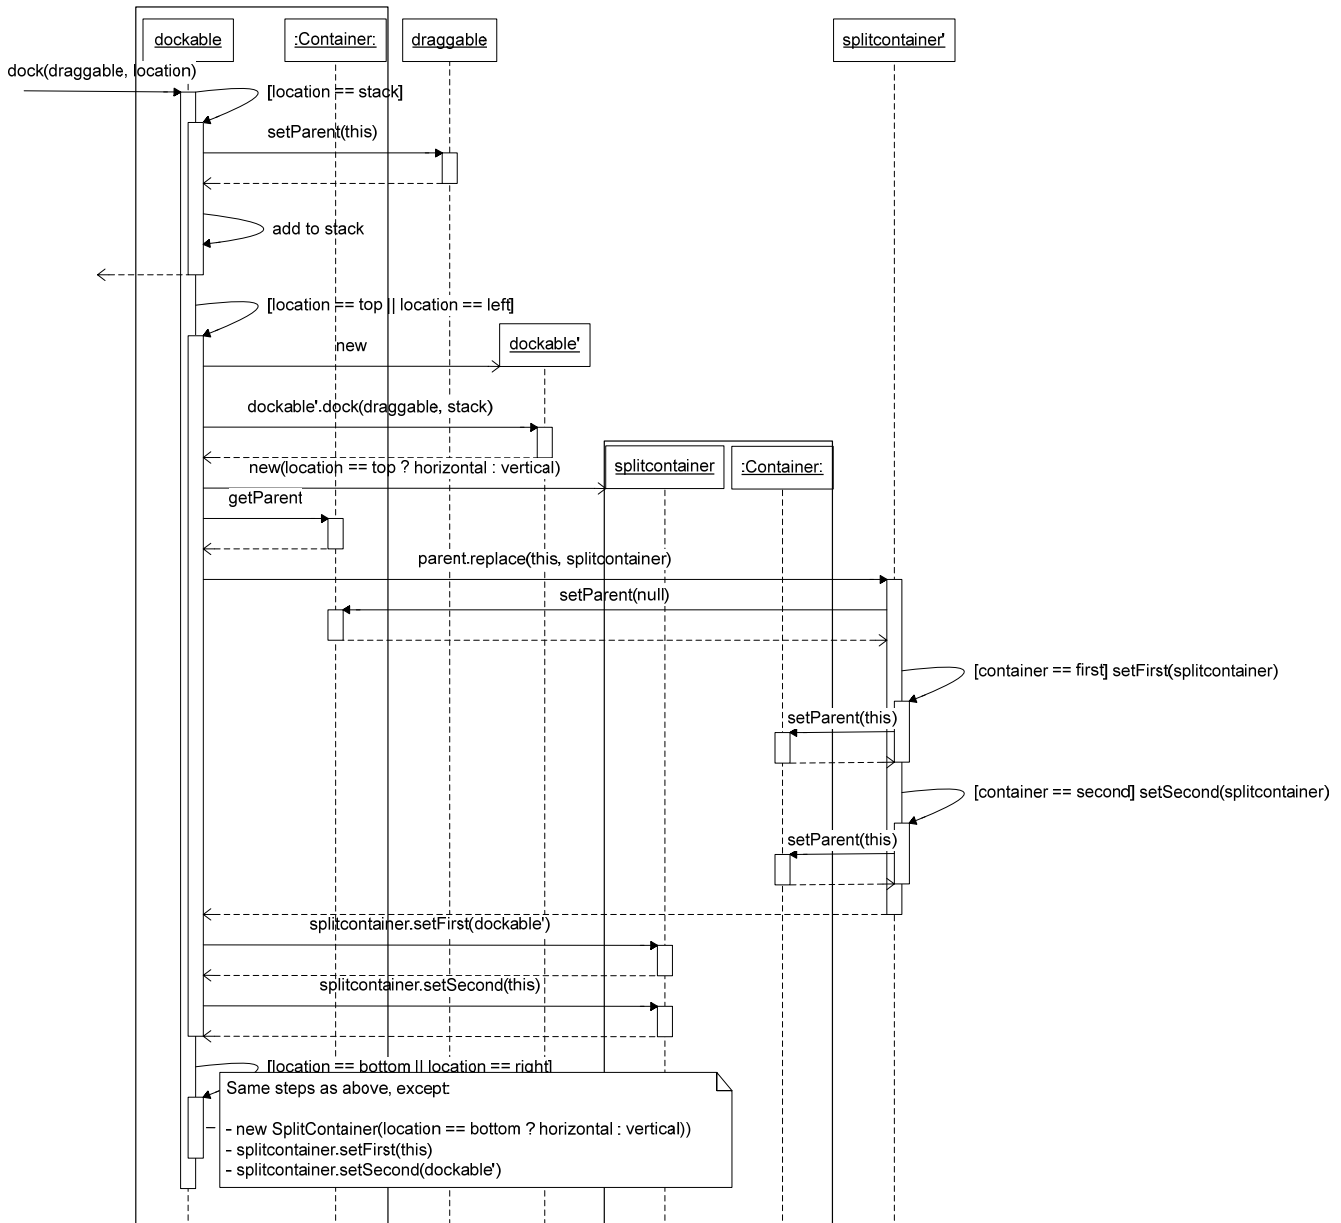 dockable
:Container:
draggable
splitcontainer'
dock(draggable, location)
[location == stack]
setParent(this)
add to stack
[location == top || location == left]
dockable'
new
dockable'.dock(draggable, stack)
splitcontainer
:Container:
new(location == top ? horizontal : vertical)
getParent
parent.replace(this, splitcontainer)
setParent(null)
[container == first] setFirst(splitcontainer)
setParent(this)
[container == second] setSecond(splitcontainer)
setParent(this)
splitcontainer.setFirst(dockable')
splitcontainer.setSecond(this)
[location == bottom || location == right]
Same steps as above, except:
- new SplitContainer(location == bottom ? horizontal : vertical))
- splitcontainer.setFirst(this)
- splitcontainer.setSecond(dockable')